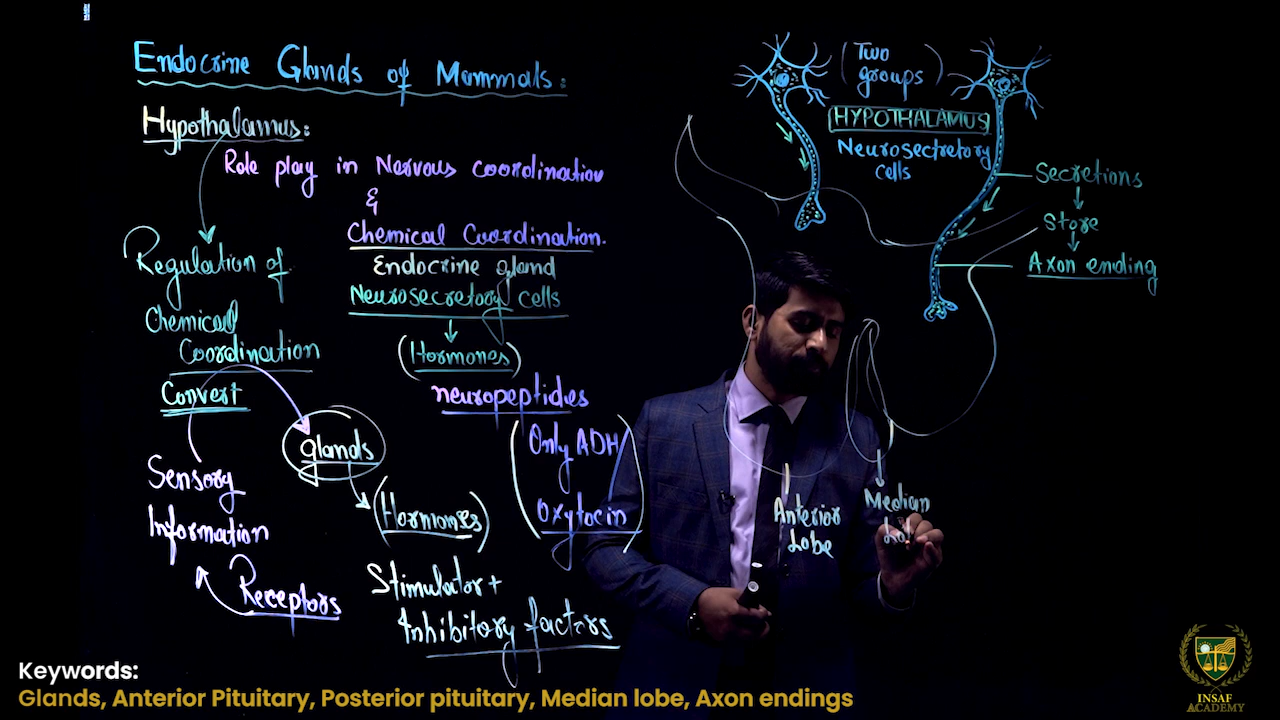 Endocrine Glands of Mammals:
Hypothalamus:
Role play in Nervous coordination
&
Chemical Coordination.
Endocrine gland
Neurosecretory cells
(Hormones)
neuropeptides
(Only ADH
Oxytocin)
Regulation of
Chemical
Coordination
Convert
Sensory
Information
Receptors
Glands
(Hormones)
Stimulator +
Inhibitory factors
(Two
groups)
HYPOTHALAMUS
Neurosectretory
cells
Secretions
Store
Axon ending
Anterior
Lobe
Median
Lo
Keywords:
Glands, Anterior Pituitary, Posterior pituitary, Median lobe, Axon endings
INSAF
ACADEMY